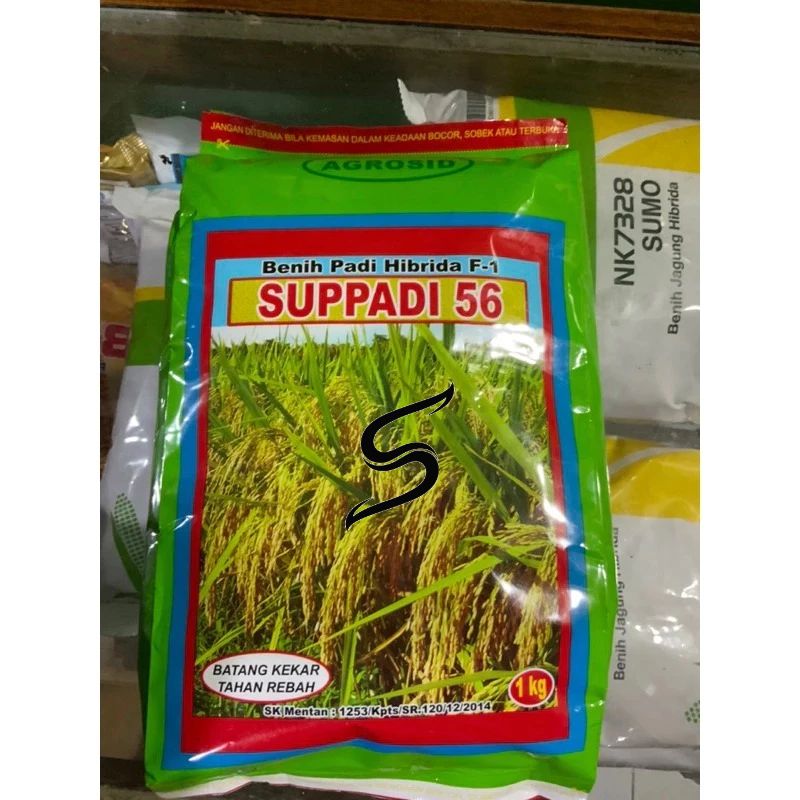 JANGAN DITERIMA BILA KEMASAN DALAM KEADAAN BOCOR, SOBEK ATAU TERBUKA
AGROSID
Benih Padi Hibrida F-1
SUPPADI 56
BATANG KEKAR
TAHAN REBAH
1 kg
SK Mentan : 1253/Kpts/SR.120/12/2014
NK7328
SUMO
Benih Jagung Hibrida
Benih Jagung Hibrida